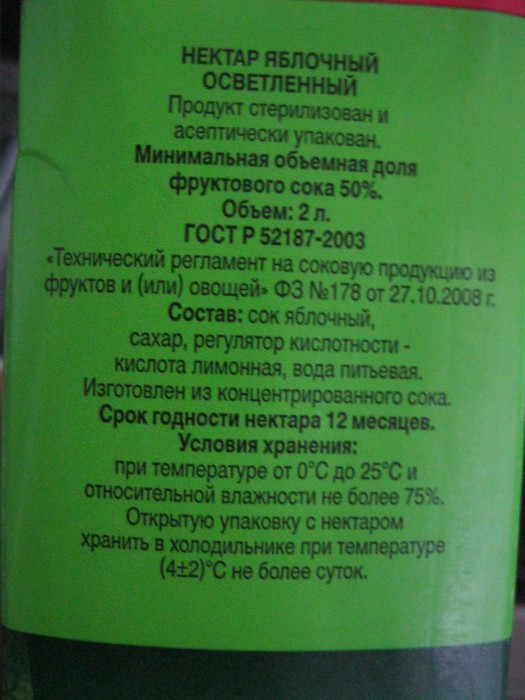 НЕКТАР ЯБЛОЧНЫЙ
ОСВЕТЛЕННЫЙ
Продукт стерилизован и
асептически упакован.
Минимальная объемная доля
фруктового сока 50%.
Объем: 2 л.
ГОСТ Р 52187-2003
«Технический регламент на соковую продукцию из
фруктов и (или) овощей» ФЗ №178 от 27.10.2008 г.
Состав: сок яблочный,
сахар, регулятор кислотности -
кислота лимонная, вода питьевая.
Изготовлен из концентрированного сока.
Срок годности нектара 12 месяцев.
Условия хранения:
при температуре от 0°С до 25°С и
относительной влажности не более 75%.
Открытую упаковку с нектаром
хранить в холодильнике при температуре
(4±2)°С не более суток.